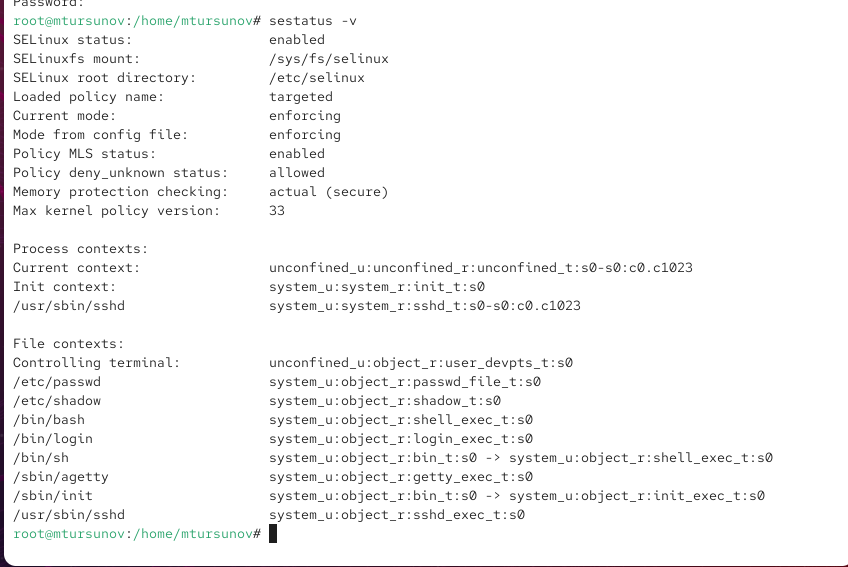 Password:
root@mtursunov:/home/mtursunov# sestatus -v
SELinux status:                 enabled
SELinuxfs mount:                /sys/fs/selinux
SELinux root directory:         /etc/selinux
Loaded policy name:             targeted
Current mode:                   enforcing
Mode from config file:          enforcing
Policy MLS status:              enabled
Policy deny_unknown status:     allowed
Memory protection checking:     actual (secure)
Max kernel policy version:      33

Process contexts:
Current context:                unconfined_u:unconfined_r:unconfined_t:s0-s0:c0.c1023
Init context:                   system_u:system_r:init_t:s0
/usr/sbin/sshd                  system_u:system_r:sshd_t:s0-s0:c0.c1023

File contexts:
Controlling terminal:           unconfined_u:object_r:user_devpts_t:s0
/etc/passwd                     system_u:object_r:passwd_file_t:s0
/etc/shadow                     system_u:object_r:shadow_t:s0
/bin/bash                       system_u:object_r:shell_exec_t:s0
/bin/login                      system_u:object_r:login_exec_t:s0
/bin/sh                         system_u:object_r:bin_t:s0 -> system_u:object_r:shell_exec_t:s0
/sbin/agetty                    system_u:object_r:getty_exec_t:s0
/sbin/init                      system_u:object_r:bin_t:s0 -> system_u:object_r:init_exec_t:s0
/usr/sbin/sshd                  system_u:object_r:sshd_exec_t:s0
root@mtursunov:/home/mtursunov#